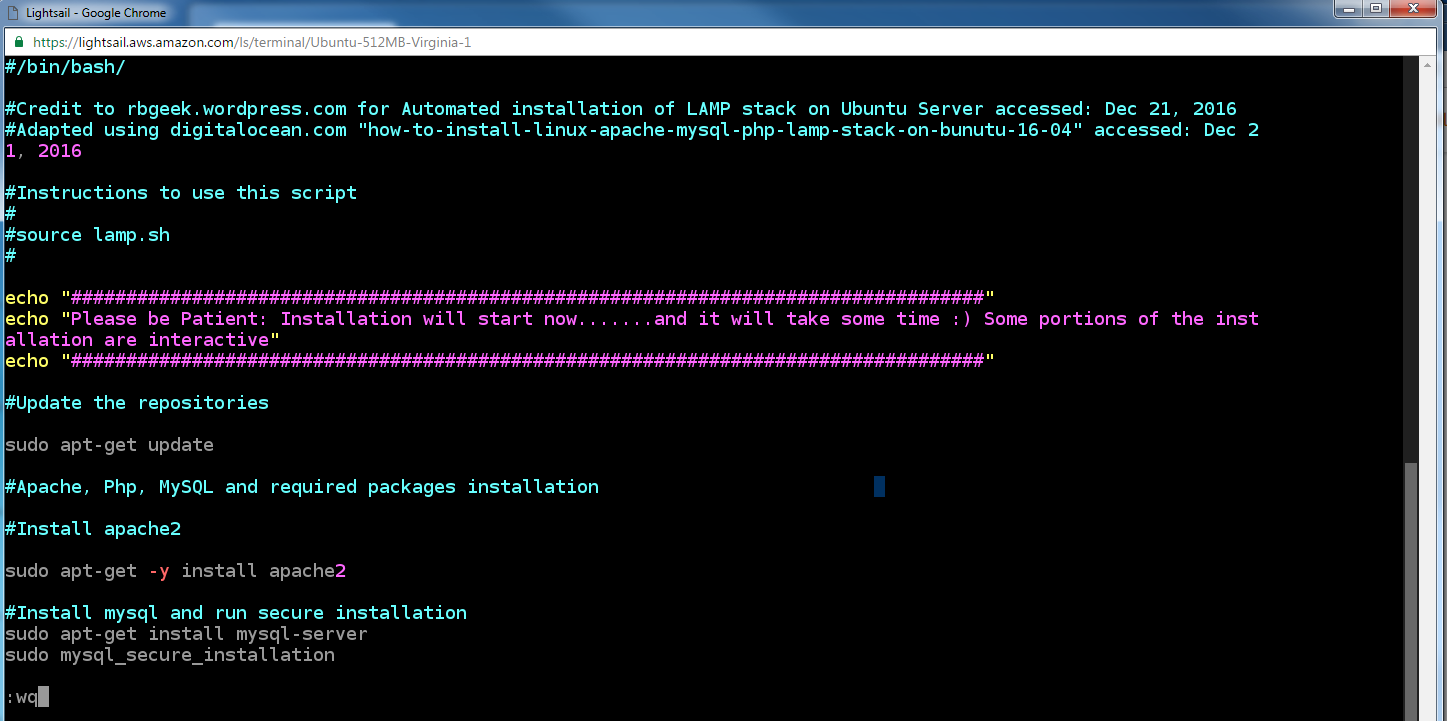 Lightsail - Google Chrome
https://lightsail.aws.amazon.com/ls/terminal/Ubuntu-512MB-Virginia-1
#/bin/bash/
#Credit to rbgeek.wordpress.com for Automated installation of LAMP stack on Ubuntu Server accessed: Dec 21, 2016
#Adapted using digitalocean.com "how-to-install-linux-apache-mysql-php-lamp-stack-on-bunutu-16-04" accessed: Dec 2
1, 2016
#Instructions to use this script
#
#source lamp.sh
#
echo "###################################################################################"
echo "Please be Patient: Installation will start now.......and it will take some time :) Some portions of the inst
allation are interactive"
echo "###################################################################################"
#Update the repositories
sudo apt-get update
#Apache, Php, MySQL and required packages installation
#Install apache2
sudo apt-get -y install apache2
#Install mysql and run secure installation
sudo apt-get install mysql-server
sudo mysql_secure_installation
:wq